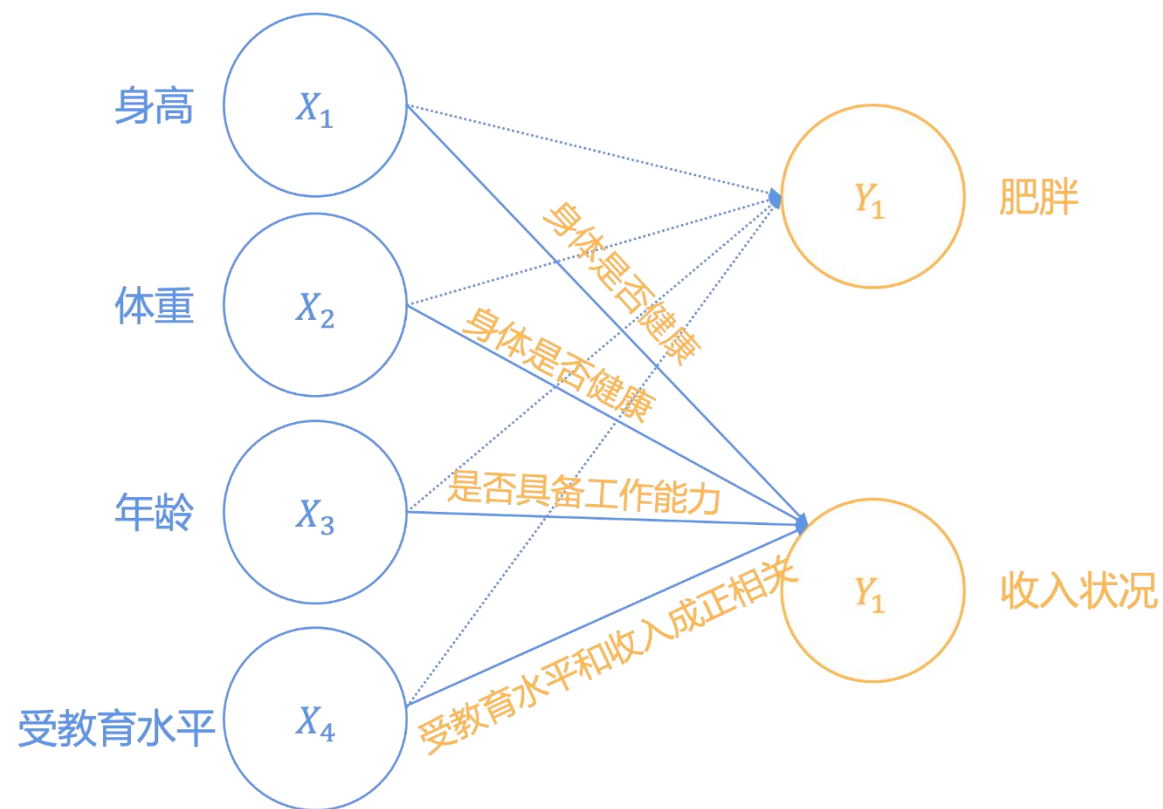 身高
X₁
Y₁
肥胖
身体是否健康
体重
X₂
身体是否健康
年龄
X₃
是否具备工作能力
Y₁
收入状况
受教育水平和收入成正相关
受教育水平
X₄